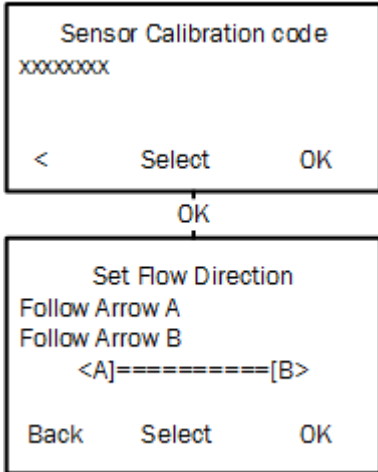 Sensor Calibration code
xxxxxxxx
< Select OK
OK
Set Flow Direction
Follow Arrow A
Follow Arrow B
<A]==========[B>
Back Select OK